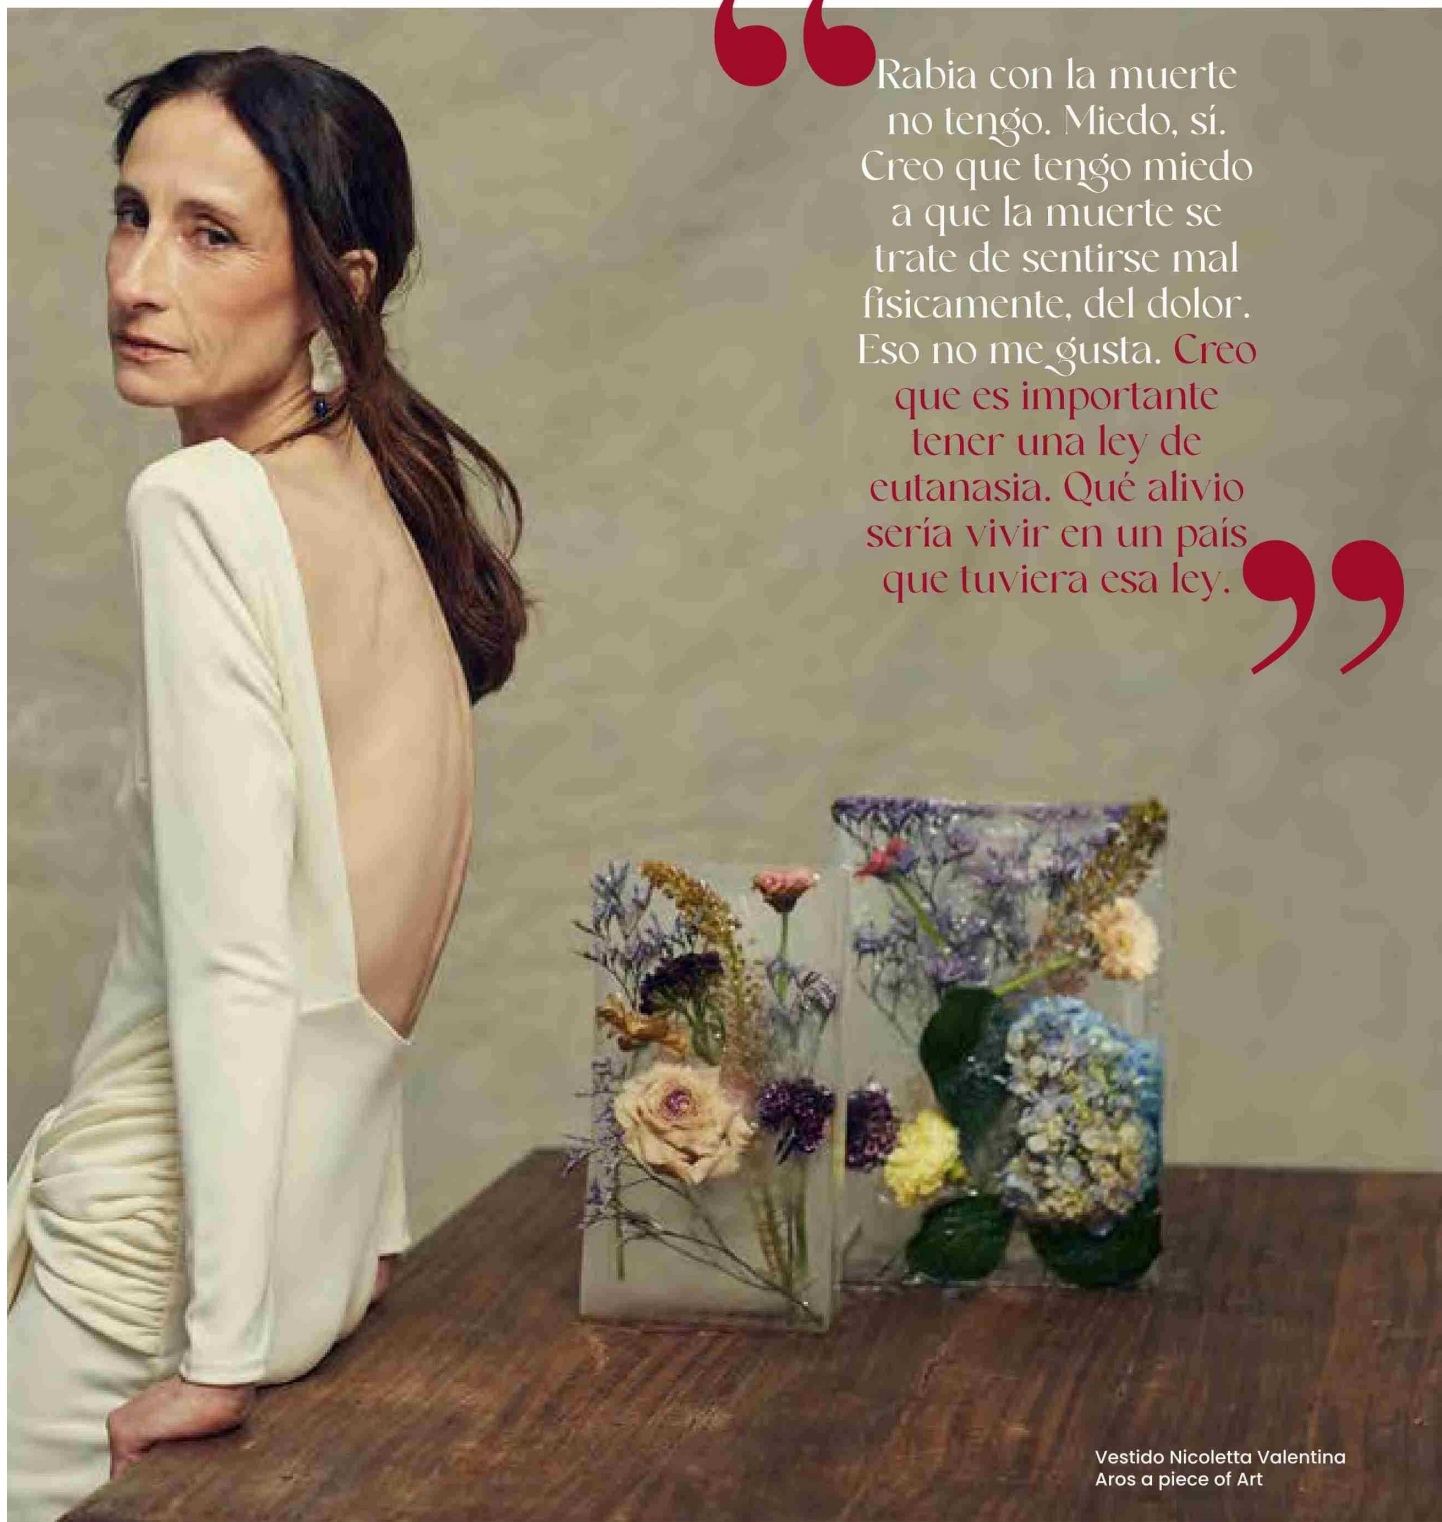 “Rabia con la muerte
no tengo. Miedo, sí.
Creo que tengo miedo
a que la muerte se
trate de sentirse mal
fisicamente, del dolor.
Eso no me gusta. Creo
que es importante
tener una ley de
eutanasia. Qué alivio
sería vivir en un país
que tuviera esa ley.”
Vestido Nicoletta Valentina
Aros a piece of Art